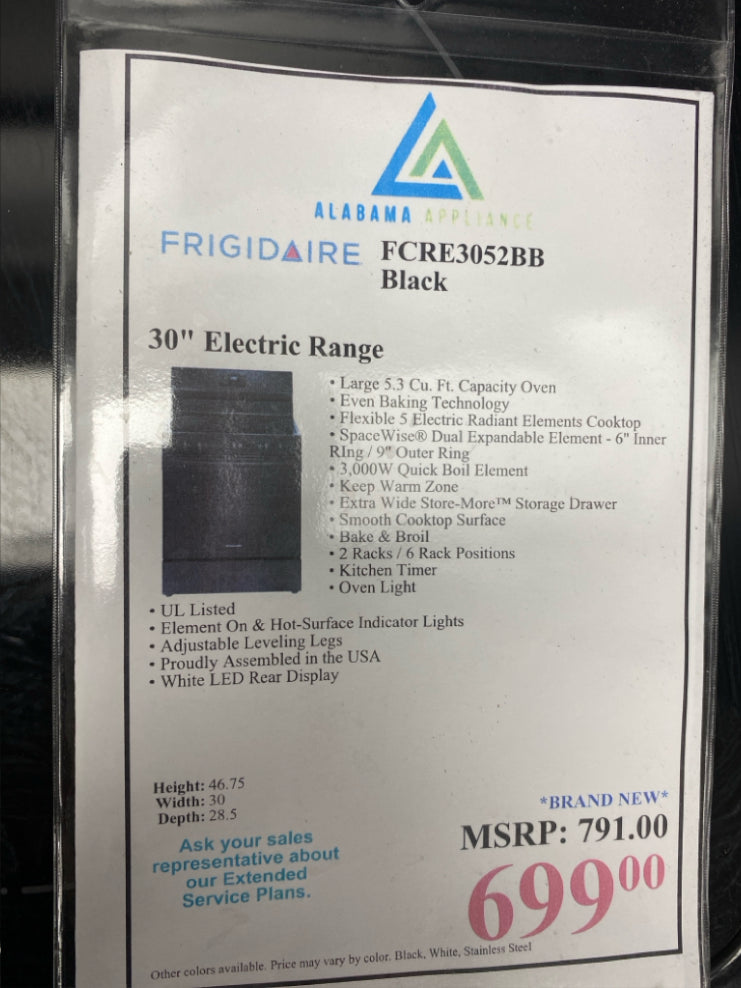 ALABAMA APPLIANCE
FRIGIDAIRE FCRE3052BB
Black
30" Electric Range
• Large 5.3 Cu. Ft. Capacity Oven
• Even Baking Technology
• Flexible 5 Electric Radiant Elements Cooktop
• SpaceWise® Dual Expandable Element - 6" Inner
RIng / 9" Outer Ring
• 3,000W Quick Boil Element
• Keep Warm Zone
• Extra Wide Store-More™ Storage Drawer
• Smooth Cooktop Surface
• Bake & Broil
• 2 Racks / 6 Rack Positions
• Kitchen Timer
• Oven Light
• UL Listed
• Element On & Hot-Surface Indicator Lights
• Adjustable Leveling Legs
• Proudly Assembled in the USA
• White LED Rear Display
Height: 46.75
Width: 30
Depth: 28.5
Ask your sales
representative about
our Extended
Service Plans.
*BRAND NEW*
MSRP: 791.00
69900
Other colors available. Price may vary by color. Black, White, Stainless Steel